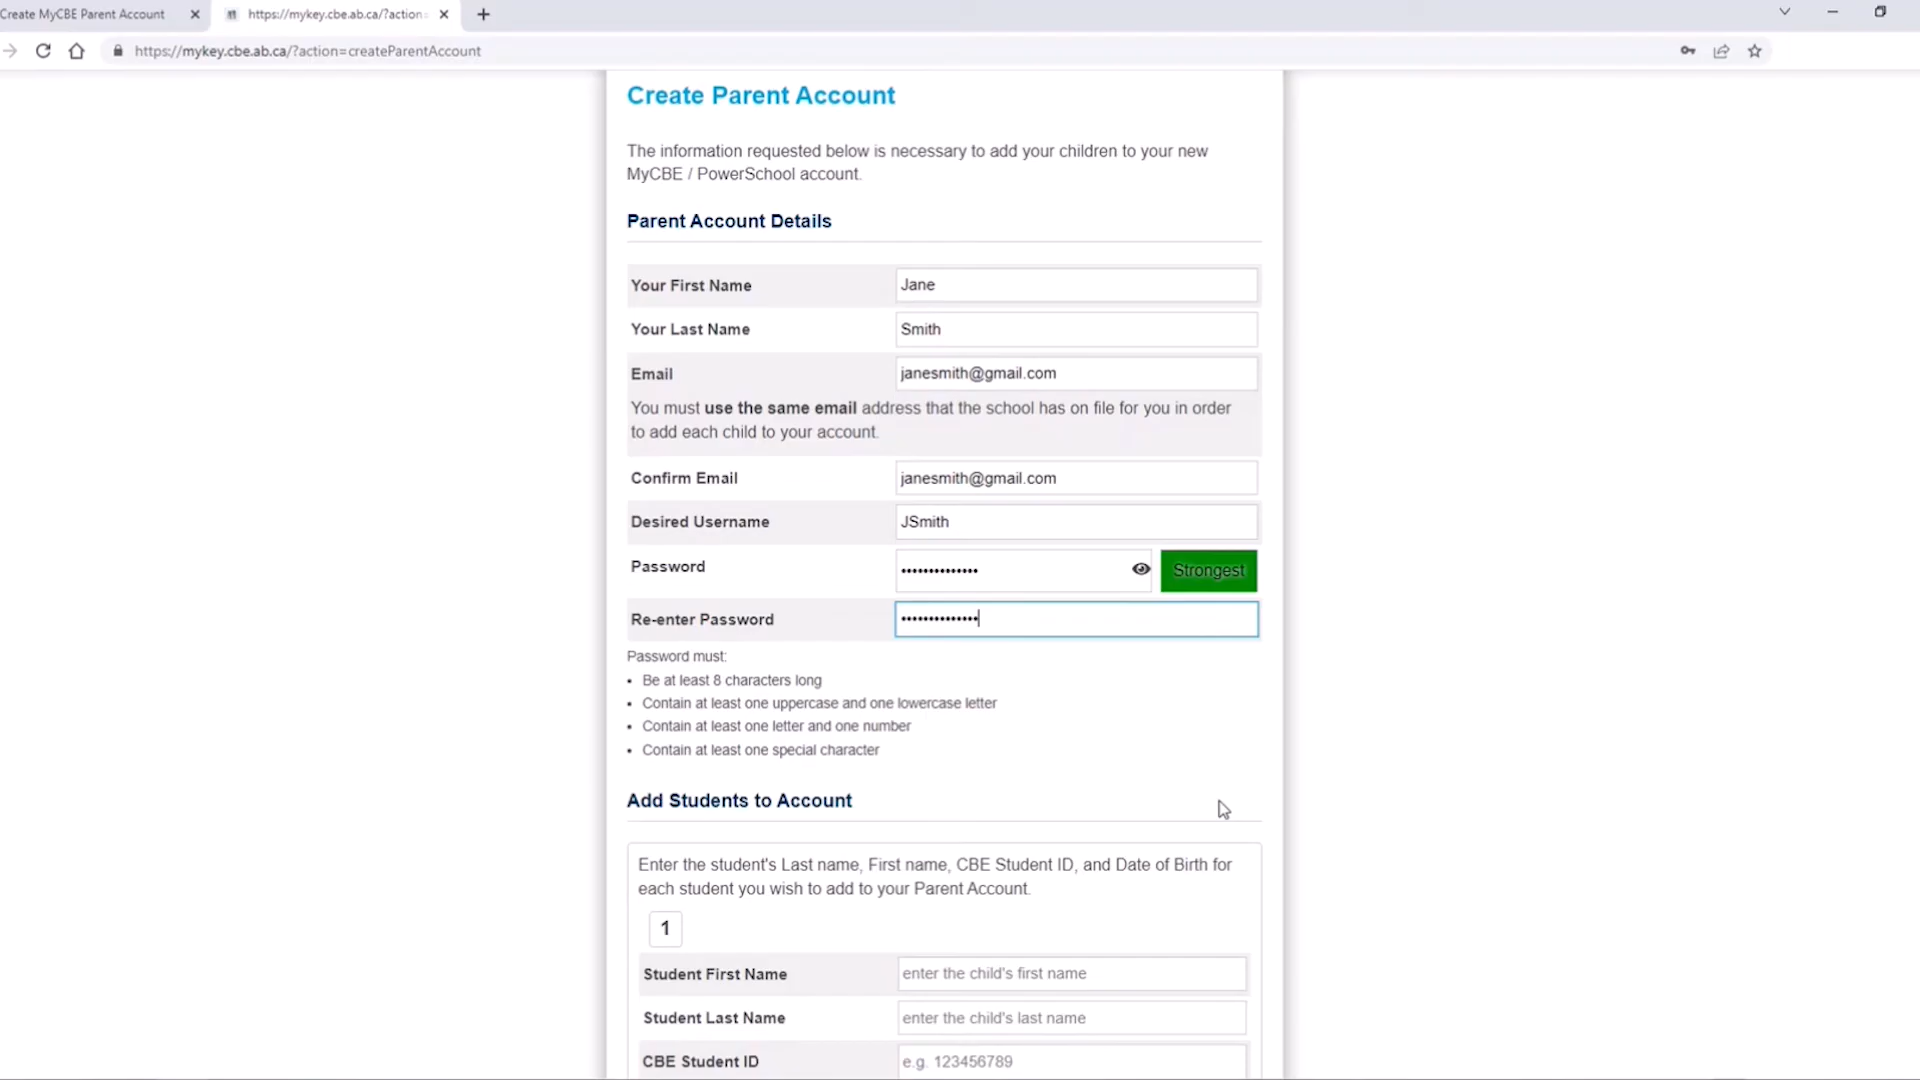 Create MyCBE Parent Account
https://mykey.cbe.ab.ca/?action=
https://mykey.cbe.ab.ca/?action=createParentAccount
Create Parent Account
The information requested below is necessary to add your children to your new
MyCBE / PowerSchool account.
Parent Account Details
Your First Name Jane
Your Last Name Smith
Email janesmith@gmail.com
You must use the same email address that the school has on file for you in order
to add each child to your account.
Confirm Email janesmith@gmail.com
Desired Username JSmith
Password •••••••••••••• Strongest
Re-enter Password ••••••••••••••
Password must:
• Be at least 8 characters long
• Contain at least one uppercase and one lowercase letter
• Contain at least one letter and one number
• Contain at least one special character
Add Students to Account
Enter the student's Last name, First name, CBE Student ID, and Date of Birth for
each student you wish to add to your Parent Account.
1
Student First Name enter the child's first name
Student Last Name enter the child's last name
CBE Student ID e.g. 123456789